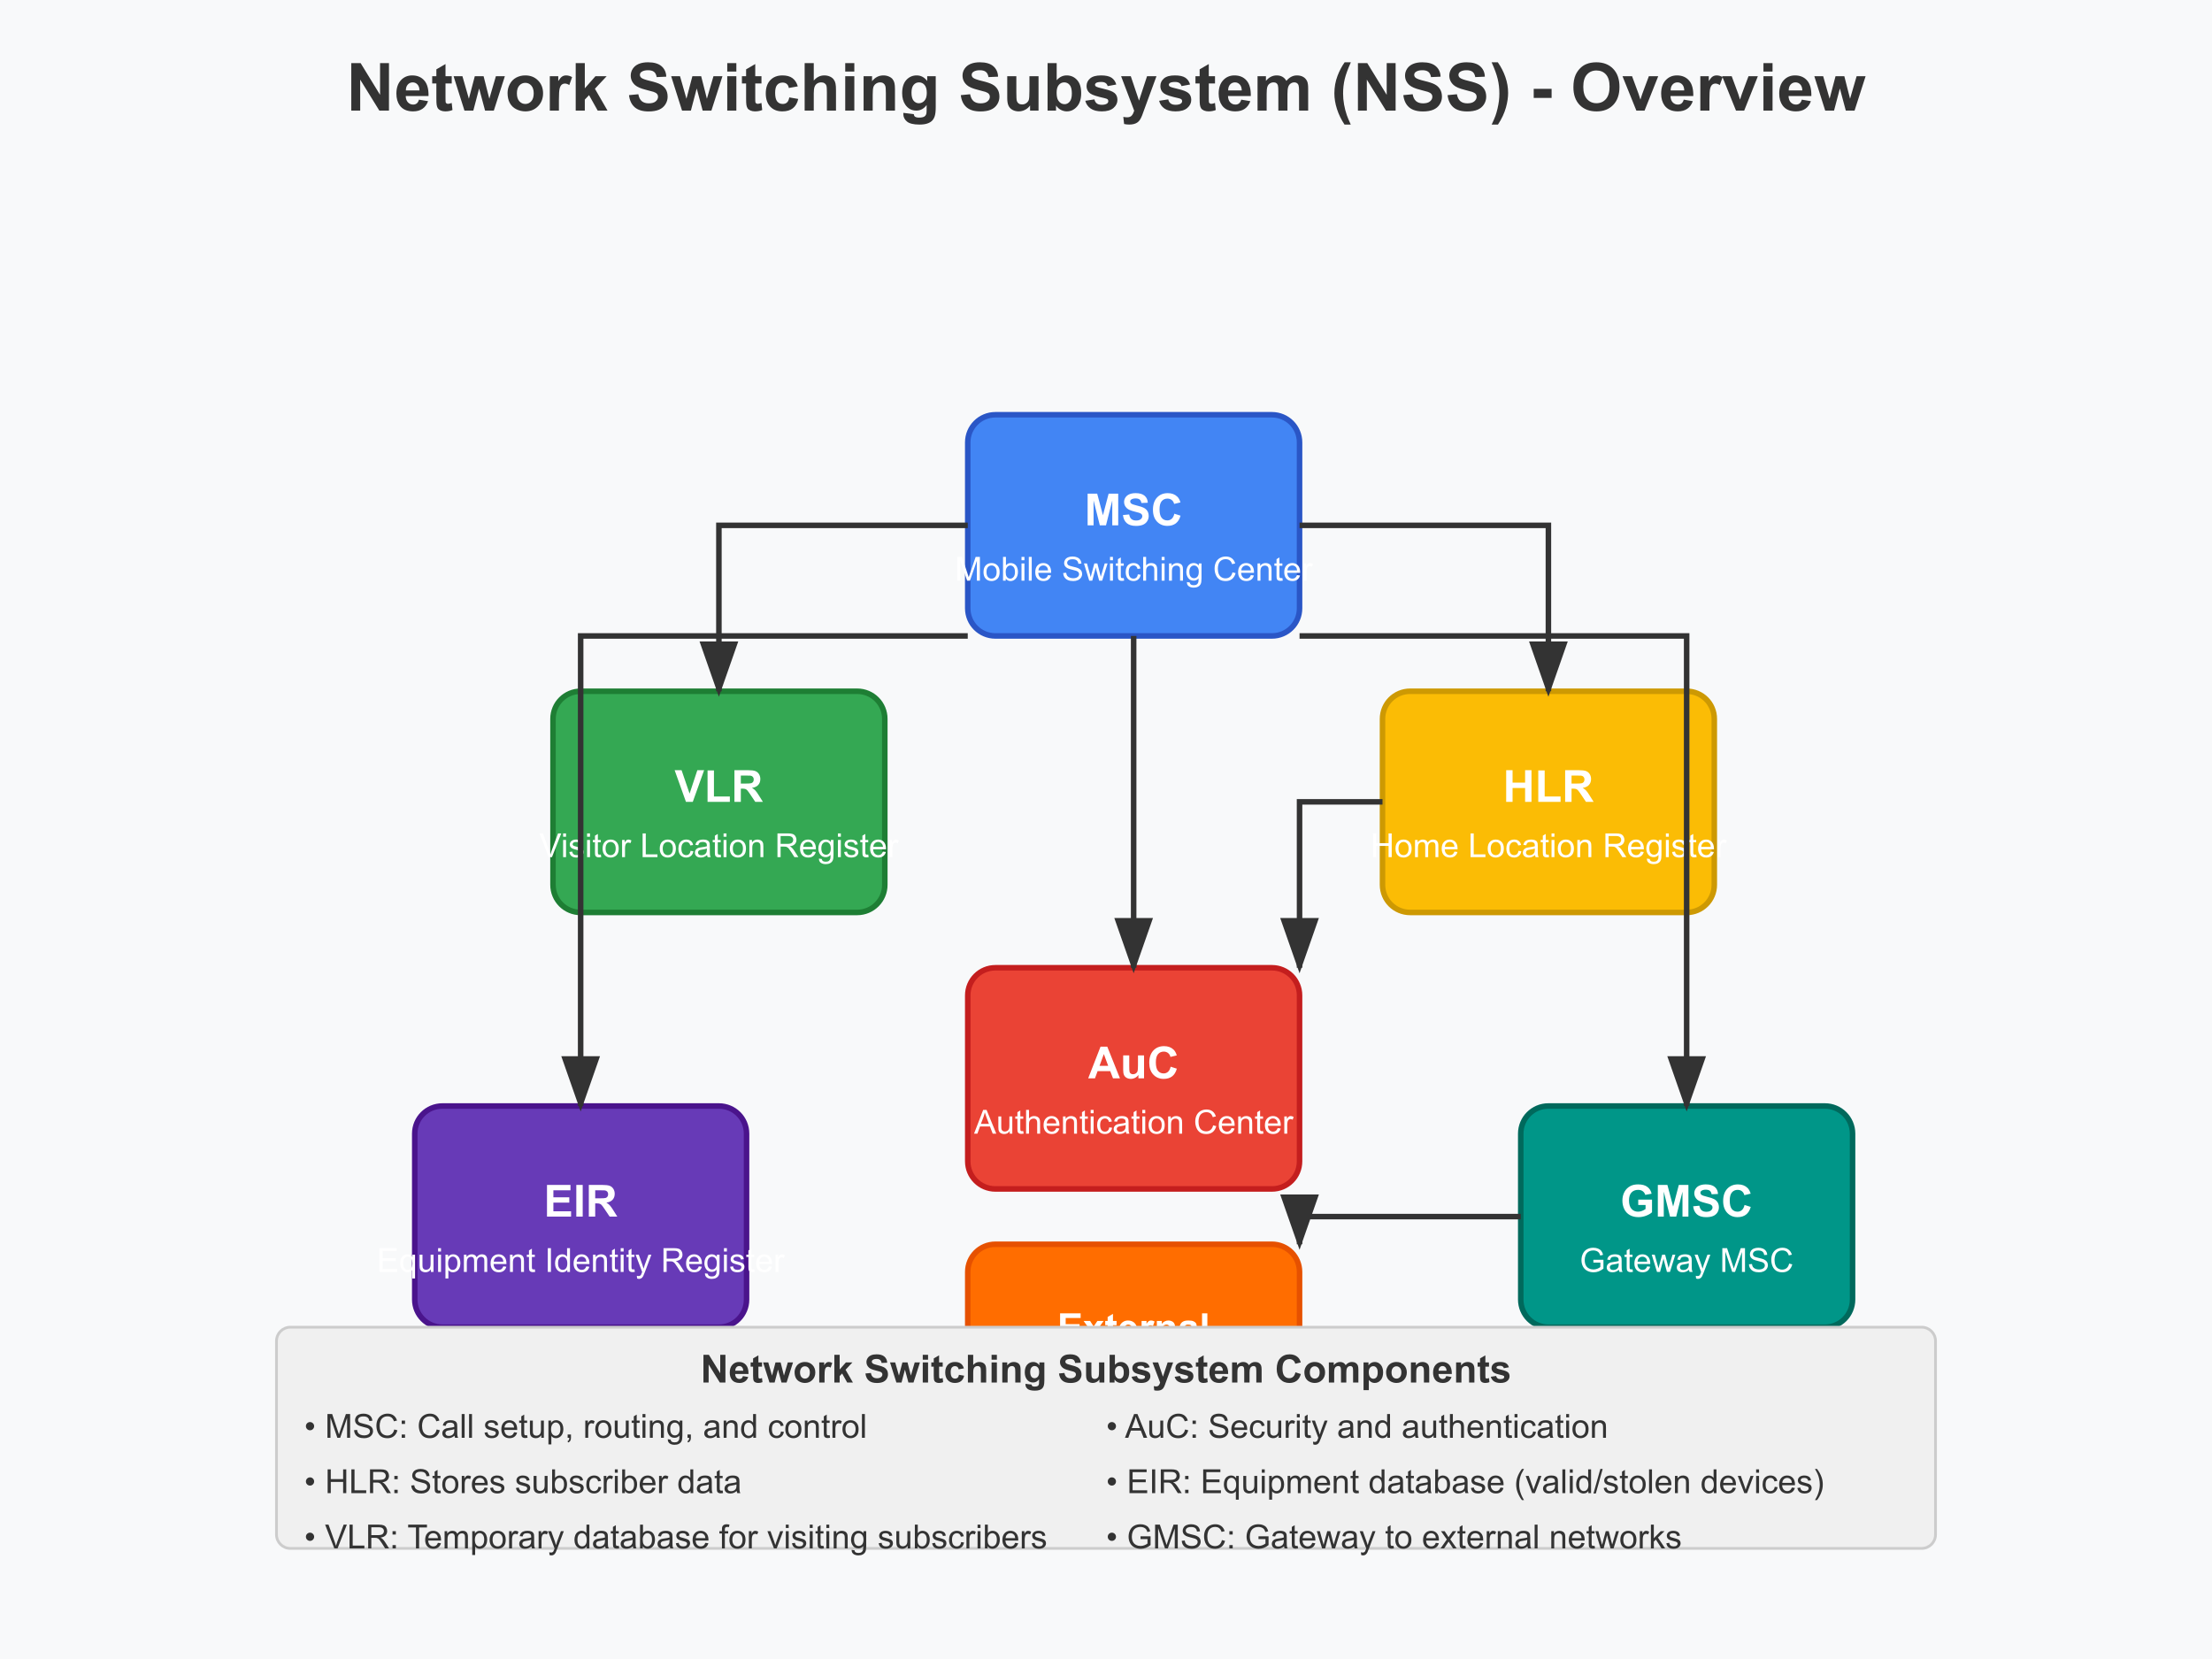 Network Switching Subsystem (NSS) - Overview
MSC
Mobile Switching Center
VLR
Visitor Location Register
HLR
Home Location Register
AuC
Authentication Center
EIR
Equipment Identity Register
GMSC
Gateway MSC
External
Network Switching Subsystem Components
• MSC: Call setup, routing, and control
• HLR: Stores subscriber data
• VLR: Temporary database for visiting subscribers
• AuC: Security and authentication
• EIR: Equipment database (valid/stolen devices)
• GMSC: Gateway to external networks